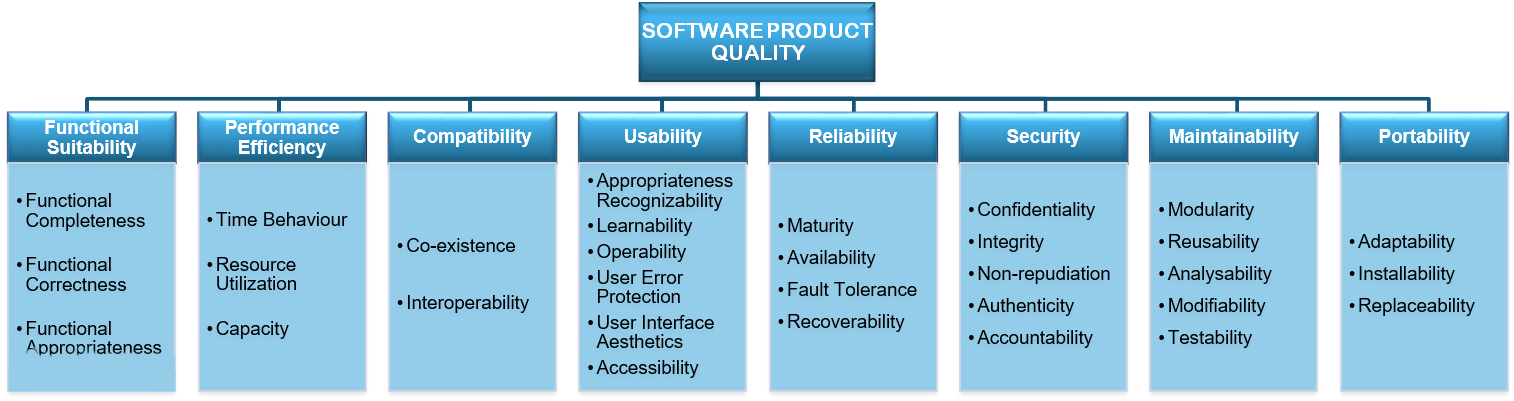 SOFTWARE PRODUCT
QUALITY
Functional
Suitability
• Functional
Completeness
• Functional
Correctness
• Functional
Appropriateness
Performance
Efficiency
• Time Behaviour
• Resource
Utilization
• Capacity
Compatibility
• Co-existence
• Interoperability
Usability
• Appropriateness
Recognizability
• Learnability
• Operability
• User Error
Protection
• User Interface
Aesthetics
• Accessibility
Reliability
• Maturity
• Availability
• Fault Tolerance
• Recoverability
Security
• Confidentiality
• Integrity
• Non-repudiation
• Authenticity
• Accountability
Maintainability
• Modularity
• Reusability
• Analysability
• Modifiability
• Testability
Portability
• Adaptability
• Installability
• Replaceability